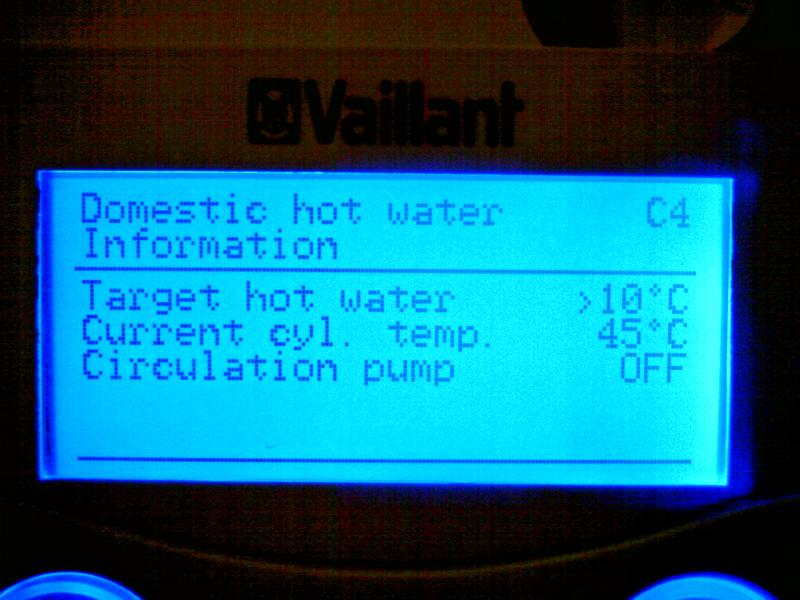 Vaillant
Domestic hot water C4
Information
Target hot water >10°C
Current cyl. temp. 45°C
Circulation pump OFF